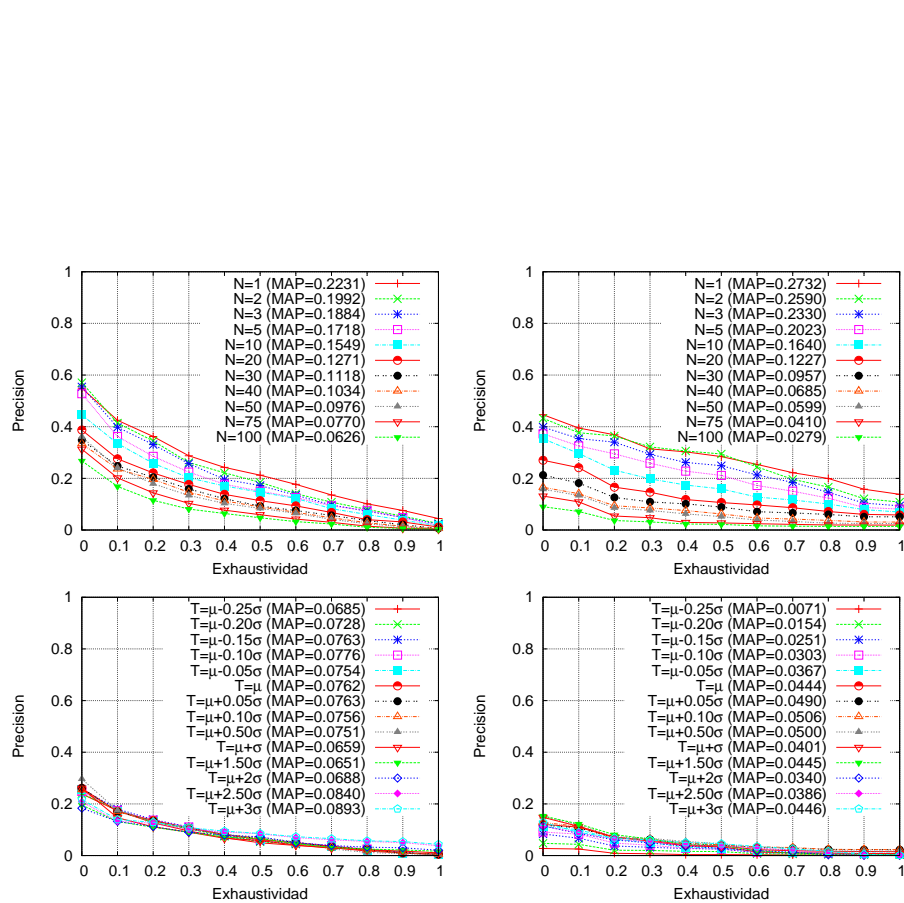 1
0.8
0.6
0.4
0.2
0
0 0.1 0.2 0.3 0.4 0.5 0.6 0.7 0.8 0.9 1
Precision
Exhaustividad
N=1 (MAP=0.2231)
N=2 (MAP=0.1992)
N=3 (MAP=0.1884)
N=5 (MAP=0.1718)
N=10 (MAP=0.1549)
N=20 (MAP=0.1271)
N=30 (MAP=0.1118)
N=40 (MAP=0.1034)
N=50 (MAP=0.0976)
N=75 (MAP=0.0770)
N=100 (MAP=0.0626)
1
0.8
0.6
0.4
0.2
0
0 0.1 0.2 0.3 0.4 0.5 0.6 0.7 0.8 0.9 1
Precision
Exhaustividad
N=1 (MAP=0.2732)
N=2 (MAP=0.2590)
N=3 (MAP=0.2330)
N=5 (MAP=0.2023)
N=10 (MAP=0.1640)
N=20 (MAP=0.1227)
N=30 (MAP=0.0957)
N=40 (MAP=0.0685)
N=50 (MAP=0.0599)
N=75 (MAP=0.0410)
N=100 (MAP=0.0279)
1
0.8
0.6
0.4
0.2
0
0 0.1 0.2 0.3 0.4 0.5 0.6 0.7 0.8 0.9 1
Precision
Exhaustividad
T=μ-0.25σ (MAP=0.0685)
T=μ-0.20σ (MAP=0.0728)
T=μ-0.15σ (MAP=0.0763)
T=μ-0.10σ (MAP=0.0776)
T=μ-0.05σ (MAP=0.0754)
T=μ (MAP=0.0762)
T=μ+0.05σ (MAP=0.0763)
T=μ+0.10σ (MAP=0.0756)
T=μ+0.50σ (MAP=0.0751)
T=μ+σ (MAP=0.0659)
T=μ+1.50σ (MAP=0.0651)
T=μ+2σ (MAP=0.0688)
T=μ+2.50σ (MAP=0.0840)
T=μ+3σ (MAP=0.0893)
1
0.8
0.6
0.4
0.2
0
0 0.1 0.2 0.3 0.4 0.5 0.6 0.7 0.8 0.9 1
Precision
Exhaustividad
T=μ-0.25σ (MAP=0.0071)
T=μ-0.20σ (MAP=0.0154)
T=μ-0.15σ (MAP=0.0251)
T=μ-0.10σ (MAP=0.0303)
T=μ-0.05σ (MAP=0.0367)
T=μ (MAP=0.0444)
T=μ+0.05σ (MAP=0.0490)
T=μ+0.10σ (MAP=0.0506)
T=μ+0.50σ (MAP=0.0500)
T=μ+σ (MAP=0.0401)
T=μ+1.50σ (MAP=0.0445)
T=μ+2σ (MAP=0.0340)
T=μ+2.50σ (MAP=0.0386)
T=μ+3σ (MAP=0.0446)